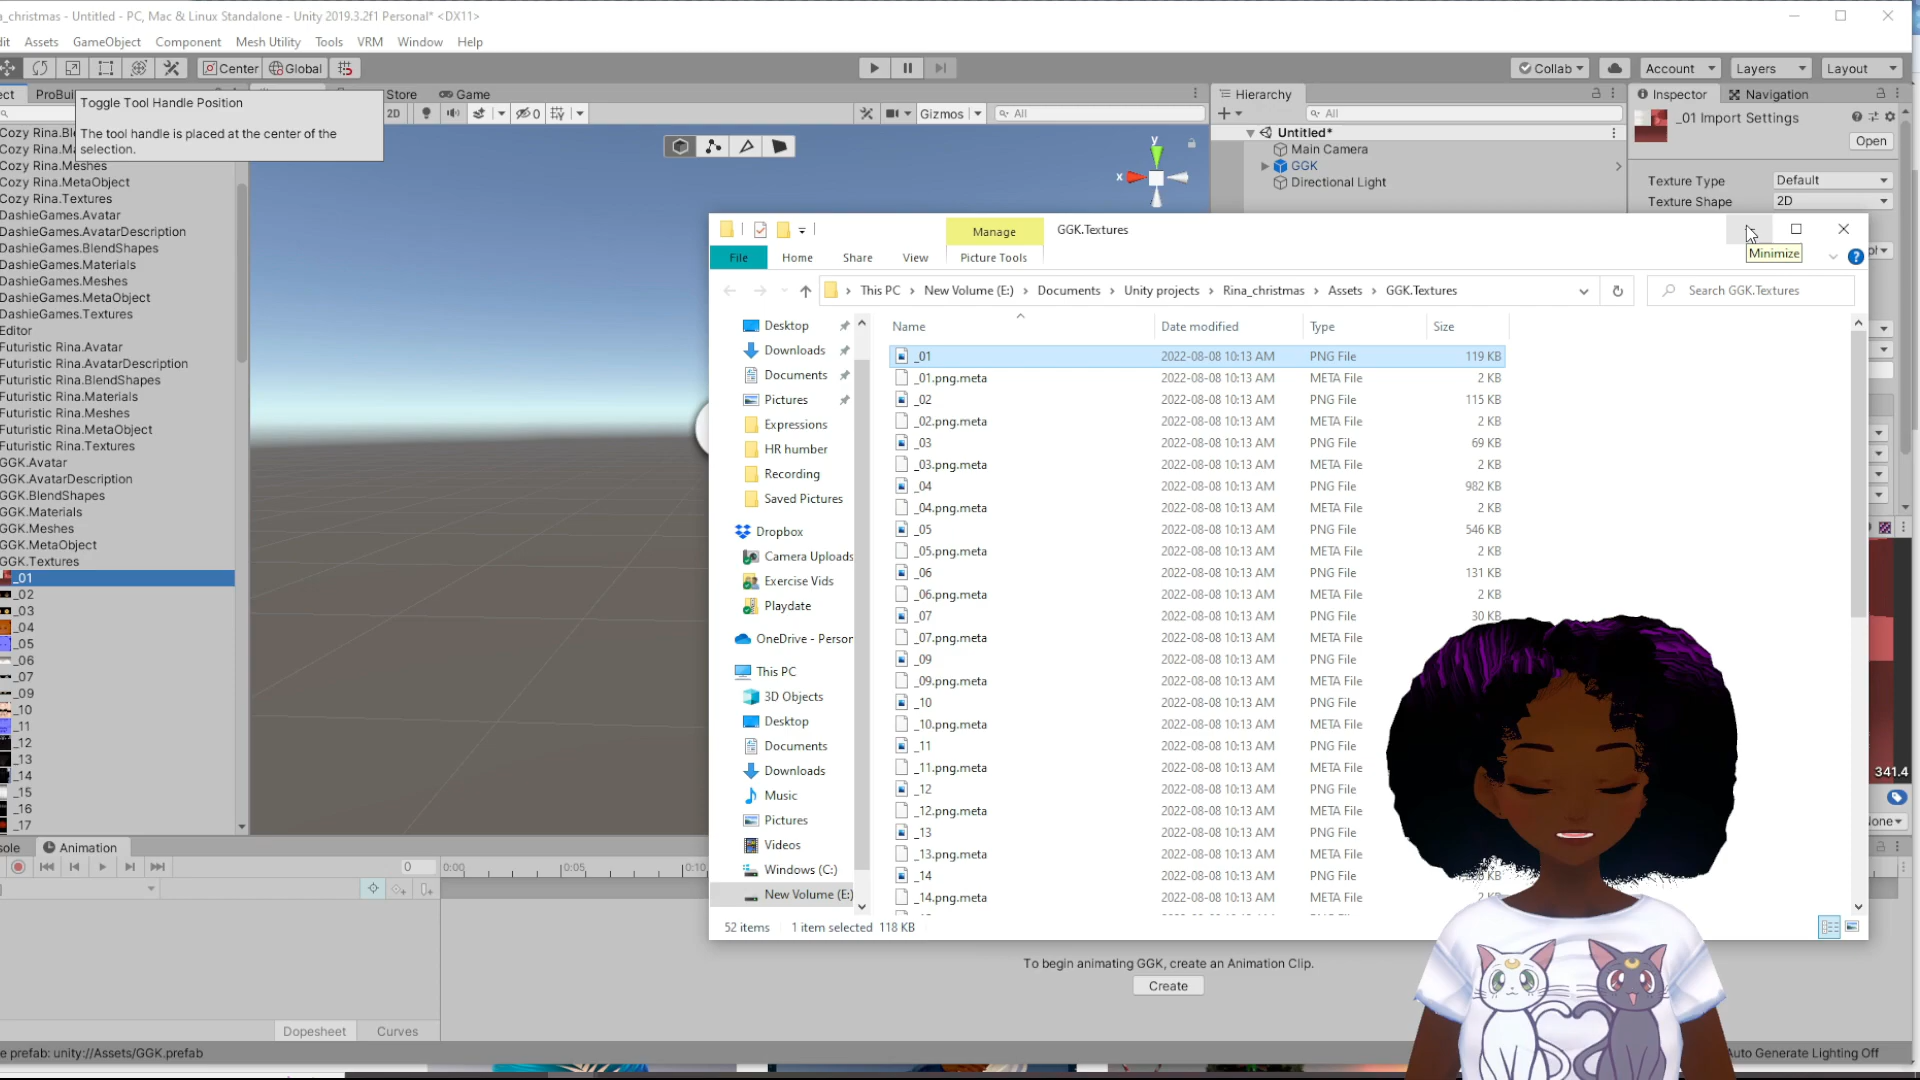 a_christmas - Untitled - PC, Mac & Linux Standalone - Unity 2019.3.2f1 Personal* <DX11>
dit Assets GameObject Component Mesh Utility Tools VRM Window Help
Center Global Collab Account Layers Layout
ect ProBui Store Game
Toggle Tool Handle Position
The tool handle is placed at the center of the
selection.
2D 0 Gizmos All
Hierarchy
All
Untitled*
Main Camera
GGK
Directional Light
Inspector Navigation
_01 Import Settings
Open
Texture Type Default
Texture Shape 2D
y
x
Cozy Rina.Ble
Cozy Rina.Ma
Cozy Rina.Meshes
Cozy Rina.MetaObject
Cozy Rina.Textures
DashieGames.Avatar
DashieGames.AvatarDescription
DashieGames.BlendShapes
DashieGames.Materials
DashieGames.Meshes
DashieGames.MetaObject
DashieGames.Textures
Editor
Futuristic Rina.Avatar
Futuristic Rina.AvatarDescription
Futuristic Rina.BlendShapes
Futuristic Rina.Materials
Futuristic Rina.Meshes
Futuristic Rina.MetaObject
Futuristic Rina.Textures
GGK.Avatar
GGK.AvatarDescription
GGK.BlendShapes
GGK.Materials
GGK.Meshes
GGK.MetaObject
GGK.Textures
_01
_02
_03
_04
_05
_06
_07
_09
_10
_11
_12
_13
_14
_15
_16
_17
Manage GGK.Textures
Minimize
File Home Share View Picture Tools
This PC New Volume (E:) Documents Unity projects Rina_christmas Assets GGK.Textures
Search GGK.Textures
Desktop
Downloads
Documents
Pictures
Expressions
HR humber
Recording
Saved Pictures
Dropbox
Camera Uploads
Exercise Vids
Playdate
OneDrive - Person
This PC
3D Objects
Desktop
Documents
Downloads
Music
Pictures
Videos
Windows (C:)
New Volume (E:)
Name Date modified Type Size
_01 2022-08-08 10:13 AM PNG File 119 KB
_01.png.meta 2022-08-08 10:13 AM META File 2 KB
_02 2022-08-08 10:13 AM PNG File 115 KB
_02.png.meta 2022-08-08 10:13 AM META File 2 KB
_03 2022-08-08 10:13 AM PNG File 69 KB
_03.png.meta 2022-08-08 10:13 AM META File 2 KB
_04 2022-08-08 10:13 AM PNG File 982 KB
_04.png.meta 2022-08-08 10:13 AM META File 2 KB
_05 2022-08-08 10:13 AM PNG File 546 KB
_05.png.meta 2022-08-08 10:13 AM META File 2 KB
_06 2022-08-08 10:13 AM PNG File 131 KB
_06.png.meta 2022-08-08 10:13 AM META File 2 KB
_07 2022-08-08 10:13 AM PNG File 30 KB
_07.png.meta 2022-08-08 10:13 AM META File
_09 2022-08-08 10:13 AM PNG File
_09.png.meta 2022-08-08 10:13 AM META File
_10 2022-08-08 10:13 AM PNG File
_10.png.meta 2022-08-08 10:13 AM META File
_11 2022-08-08 10:13 AM PNG File
_11.png.meta 2022-08-08 10:13 AM META File
_12 2022-08-08 10:13 AM PNG File
_12.png.meta 2022-08-08 10:13 AM META File
_13 2022-08-08 10:13 AM PNG File
_13.png.meta 2022-08-08 10:13 AM META File
_14 2022-08-08 10:13 AM PNG File
_14.png.meta 2022-08-08 10:13 AM META File
52 items 1 item selected 118 KB
341.4
None
sole Animation
0 0:00 0:05 0:10
To begin animating GGK, create an Animation Clip.
Create
Dopesheet Curves
e prefab: unity://Assets/GGK.prefab
Auto Generate Lighting Off